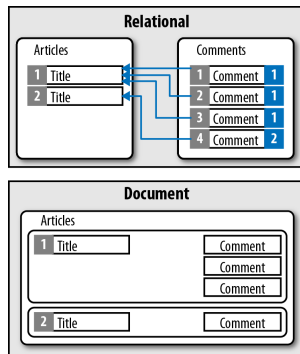 Relational
Articles Comments
1 Title 1 Comment 1
2 Title 2 Comment 1
3 Comment 1
4 Comment 2
Document
Articles
1 Title Comment
Comment
Comment
2 Title Comment